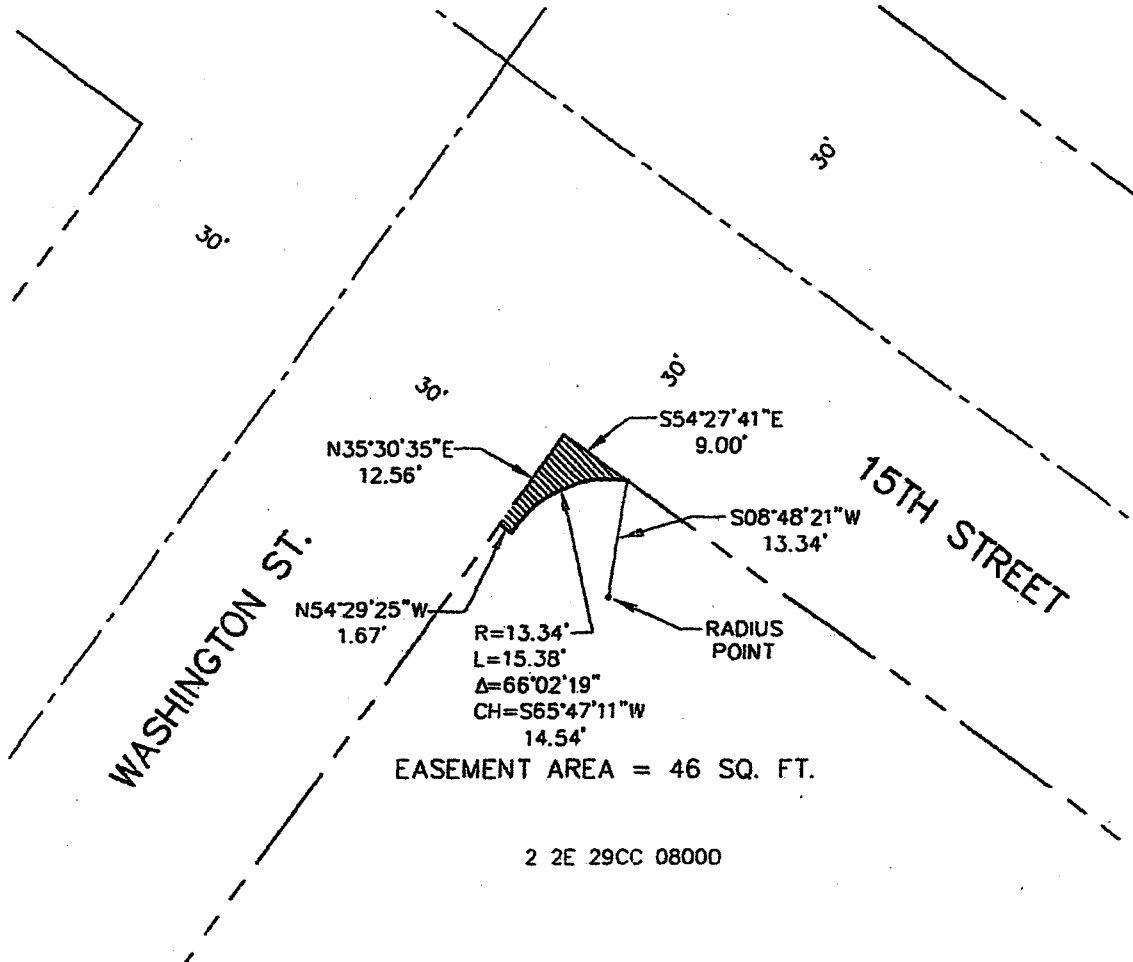 30'
30'
30'
30'
S54°27'41"E
9.00'
N35°30'35"E
12.56'
15TH STREET
S08°48'21"W
13.34'
WASHINGTON ST.
N54°29'25"W
1.67'
R=13.34'
L=15.38'
Δ=66°02'19"
CH=S65°47'11"W
14.54'
RADIUS
POINT
EASEMENT AREA = 46 SQ. FT.
2 2E 29CC 08000